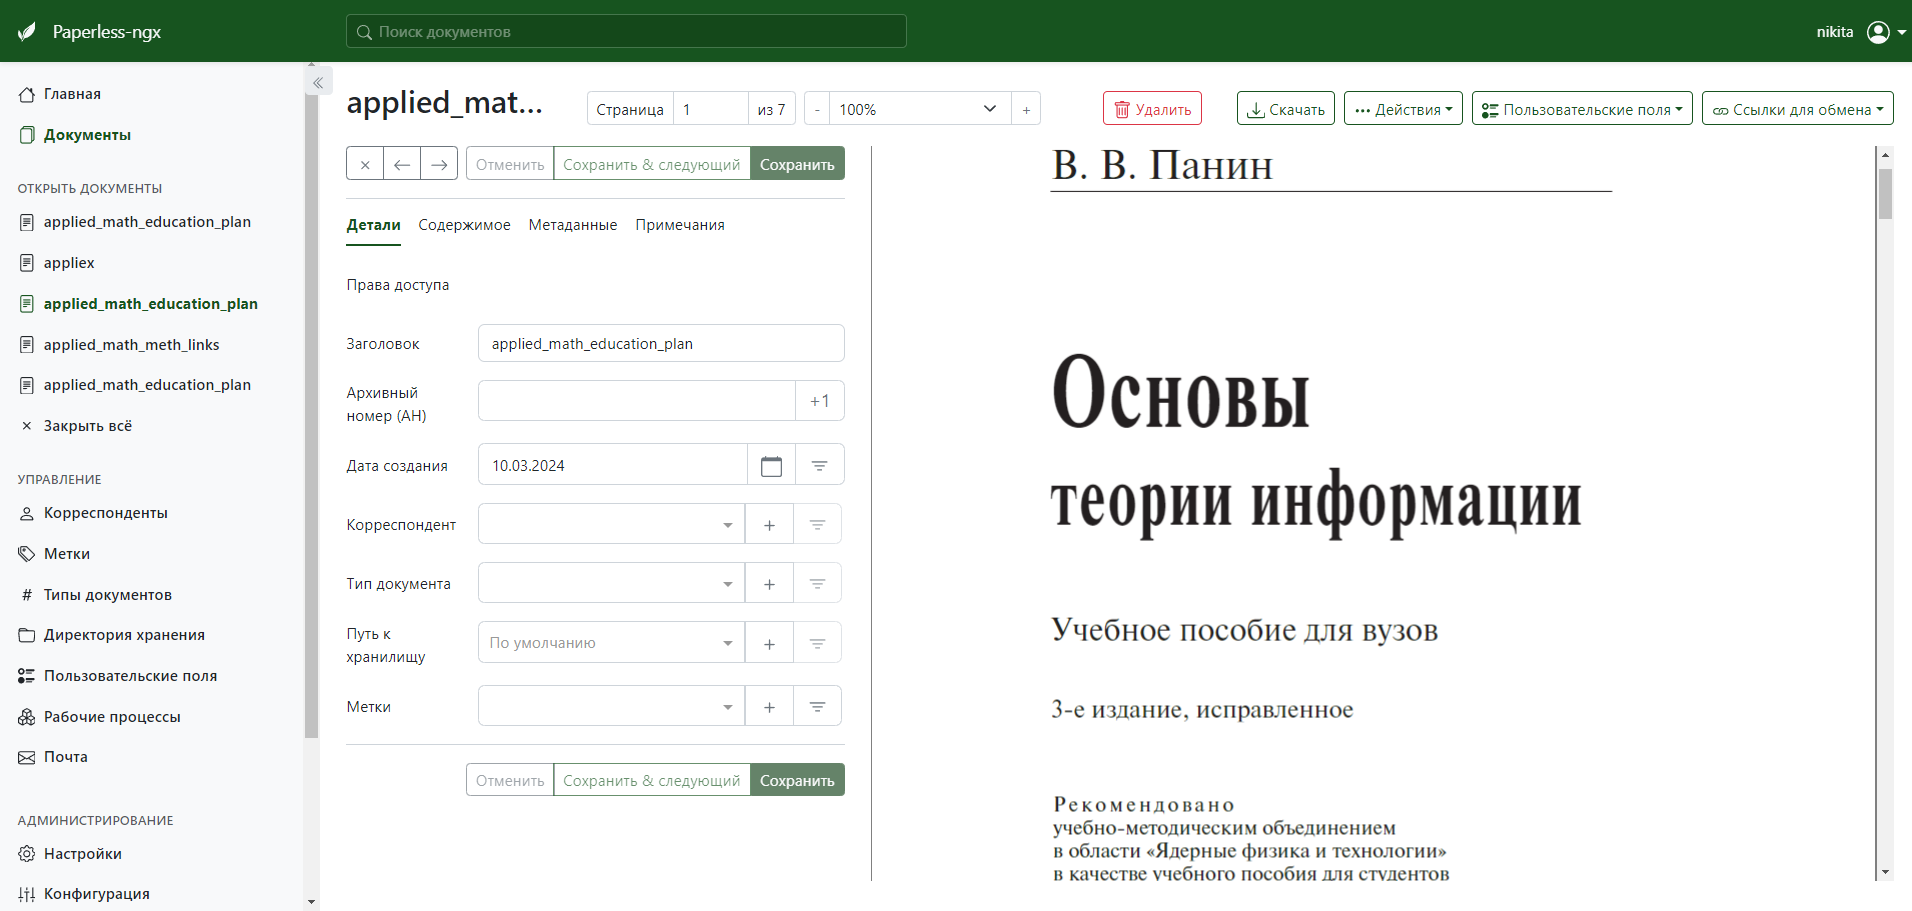 Paperless-ngx
Поиск документов
nikita
Главная
Документы
ОТКРЫТЬ ДОКУМЕНТЫ
applied_math_education_plan
appliex
applied_math_education_plan
applied_math_meth_links
applied_math_education_plan
Закрыть всё
УПРАВЛЕНИЕ
Корреспонденты
Метки
Типы документов
Директория хранения
Пользовательские поля
Рабочие процессы
Почта
АДМИНИСТРИРОВАНИЕ
Настройки
Конфигурация
applied_mat...
Страница 1 из 7
- 100% +
Удалить
Скачать
Действия
Пользовательские поля
Ссылки для обмена
Отменить Сохранить & следующий Сохранить
Детали Содержимое Метаданные Примечания
Права доступа
Заголовок applied_math_education_plan
Архивный
номер (АН)
+1
Дата создания 10.03.2024
Корреспондент
+
Тип документа
+
Путь к
хранилищу
По умолчанию
+
Метки
+
Отменить Сохранить & следующий Сохранить
В. В. Панин
Основы
теории информации
Учебное пособие для вузов
3-е издание, исправленное
Рекомендовано
учебно-методическим объединением
в области «Ядерные физика и технологии»
в качестве учебного пособия для студентов